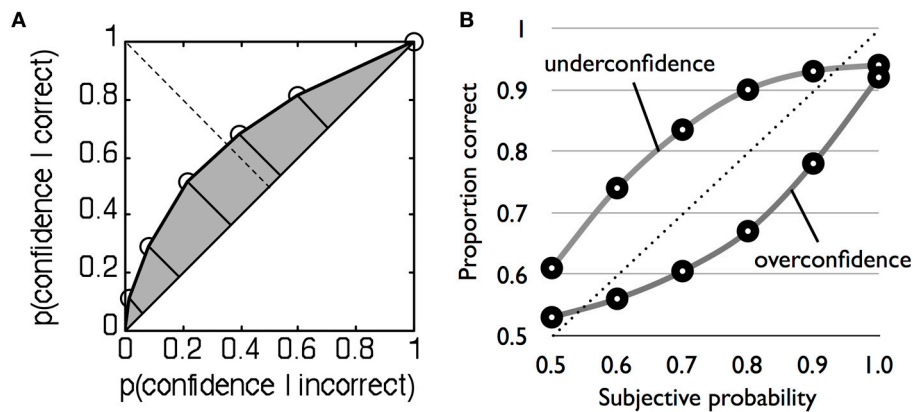 A
p(confidence | correct)
1
0.8
0.6
0.4
0.2
0
0 0.2 0.4 0.6 0.8 1
p(confidence | incorrect)
B
Proportion correct
1
0.9
0.8
0.7
0.6
0.5
underconfidence
overconfidence
0.5 0.6 0.7 0.8 0.9 1.0
Subjective probability